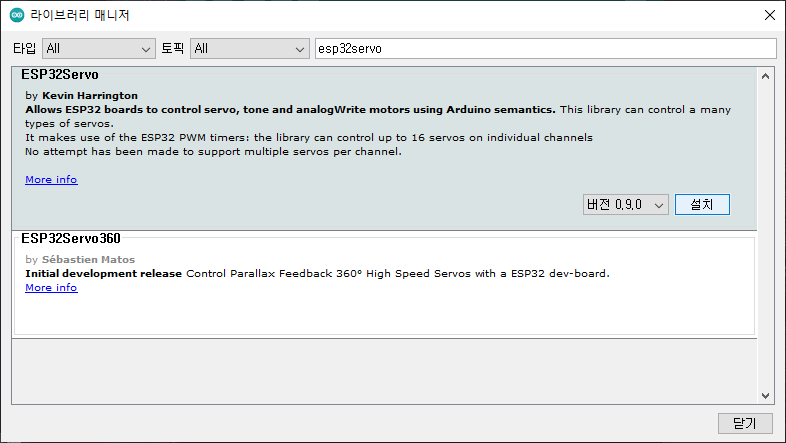 라이브러리 매니저
타입 All 토픽 All esp32servo
ESP32Servo
by Kevin Harrington
Allows ESP32 boards to control servo, tone and analogWrite motors using Arduino semantics. This library can control a many
types of servos.
It makes use of the ESP32 PWM timers: the library can control up to 16 servos on individual channels
No attempt has been made to support multiple servos per channel.
More info
버전 0.9.0 설치
ESP32Servo360
by Sébastien Matos
Initial development release Control Parallax Feedback 360° High Speed Servos with a ESP32 dev-board.
More info
닫기